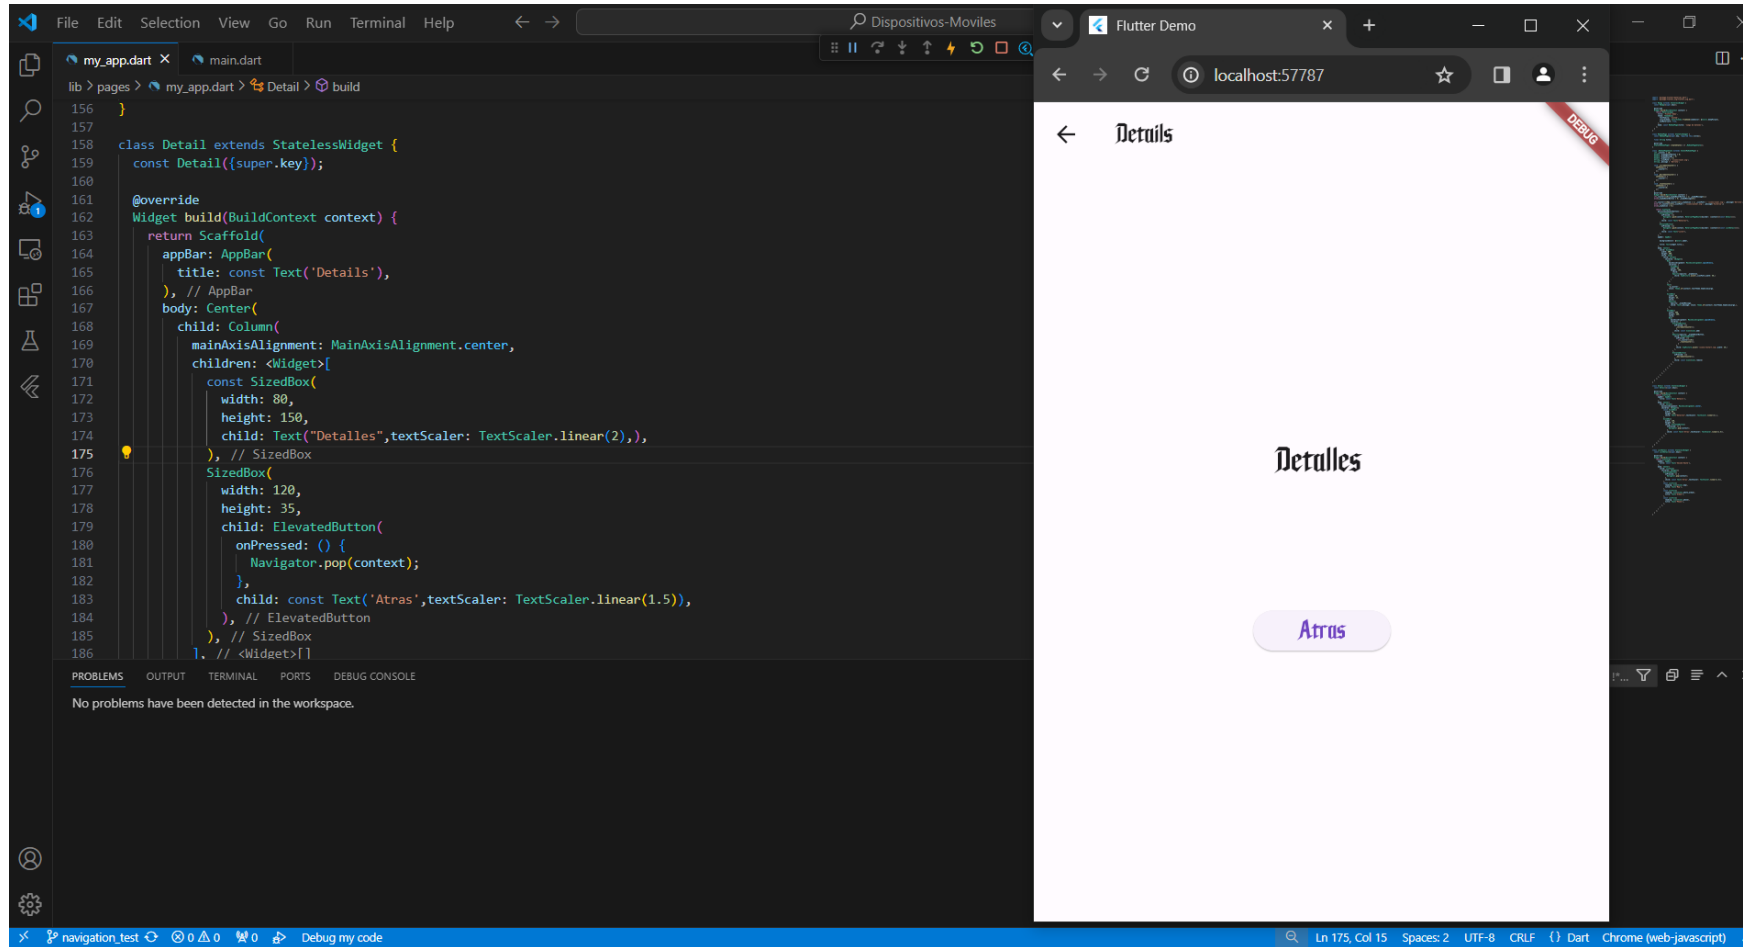 File Edit Selection View Go Run Terminal Help
Dispositivos-Moviles
my_app.dart
main.dart
lib > pages > my_app.dart > Detail > build
156 }
157
158 class Detail extends StatelessWidget {
159 const Detail({super.key});
160
161 @override
162 Widget build(BuildContext context) {
163 return Scaffold(
164 appBar: AppBar(
165 title: const Text('Details'),
166 ), // AppBar
167 body: Center(
168 child: Column(
169 mainAxisAlignment: MainAxisAlignment.center,
170 children: <Widget>[
171 const SizedBox(
172 width: 80,
173 height: 150,
174 child: Text("Detalles",textScaler: TextScaler.linear(2),),
175 ), // SizedBox
176 SizedBox(
177 width: 120,
178 height: 35,
179 child: ElevatedButton(
180 onPressed: () {
181 Navigator.pop(context);
182 },
183 child: const Text('Atras',textScaler: TextScaler.linear(1.5)),
184 ), // ElevatedButton
185 ), // SizedBox
186 ], // <Widget>[]
PROBLEMS OUTPUT TERMINAL PORTS DEBUG CONSOLE
No problems have been detected in the workspace.
Flutter Demo
localhost:57787
Details
DEBUG
Detalles
Atras
1
navigation_test 0 0 0 Debug my code
Ln 175, Col 15 Spaces: 2 UTF-8 CRLF {} Dart Chrome (web-javascript)